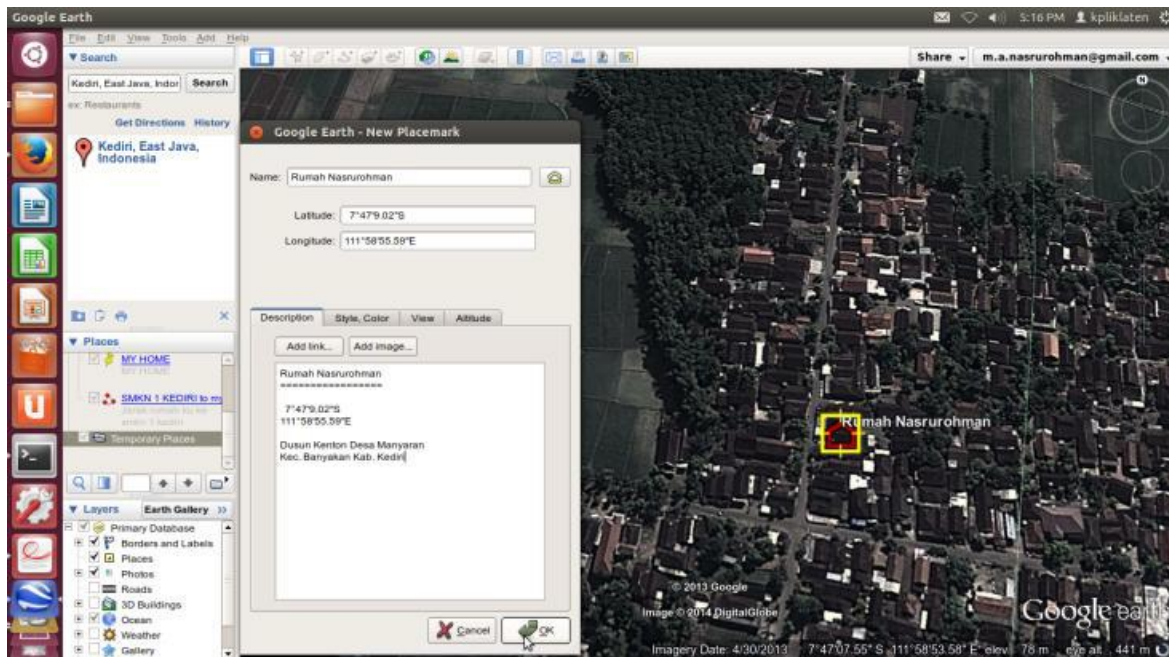 Google Earth
5:16 PM kpliklaten
File Edit View Tools Add Help
▼ Search
Kediri, East Java, Indor Search
ex: Restaurants
Get Directions History
Kediri, East Java,
Indonesia
Share m.a.nasrurohman@gmail.com
Google Earth - New Placemark
Name: Rumah Nasrurohman
Latitude: 7°47'9.02"S
Longitude: 111°58'55.59"E
Description Style, Color View Altitude
Add link... Add image...
Rumah Nasrurohman
=================
7°47'9.02"S
111°58'55.59"E
Dusun Kenton Desa Manyaran
Kec. Banyakan Kab. Kediri
Cancel OK
▼ Places
MY HOME
MY HOME
SMKN 1 KEDIRI to my
Temporary Places
▼ Layers Earth Gallery >>
Primary Database
Borders and Labels
Places
Photos
Roads
3D Buildings
Ocean
Weather
Gallery
N
Rumah Nasrurohman
© 2013 Google
Image © 2014 DigitalGlobe
Google earth
Imagery Date: 4/30/2013 7°47'07.55" S 111°58'53.58" E elev 78 m eye alt 441 m